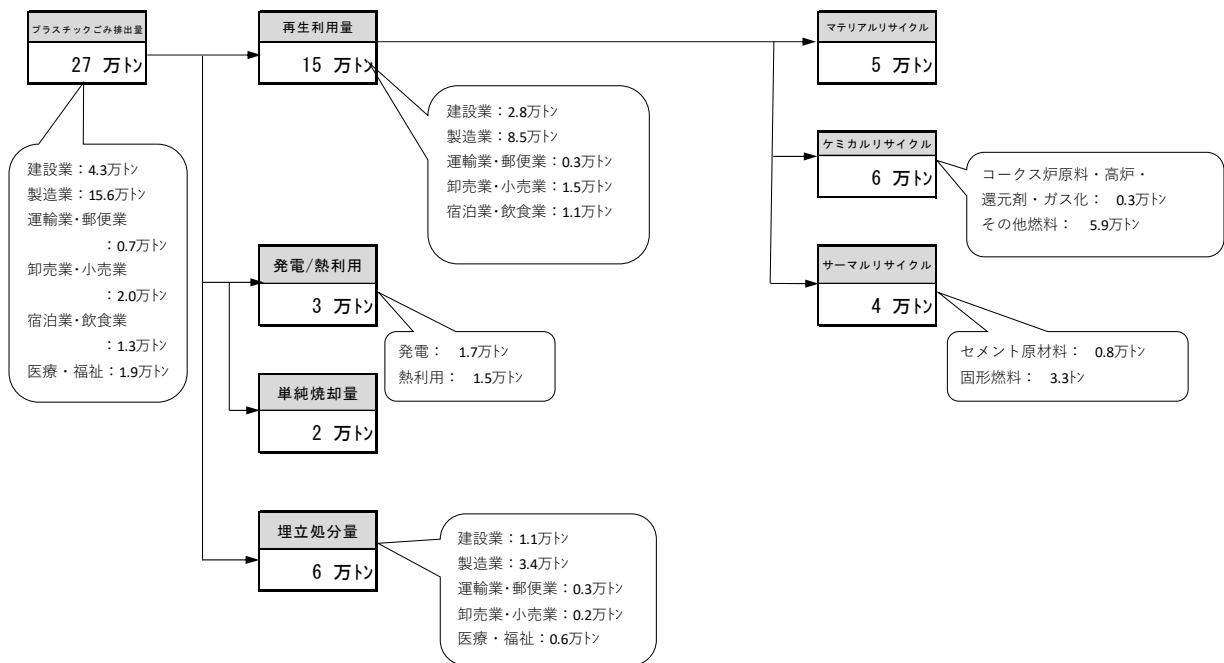 プラスチックごみ排出量
27 万トン
建設業：4.3万トン
製造業：15.6万トン
運輸業・郵便業
：0.7万トン
卸売業・小売業
：2.0万トン
宿泊業・飲食業
：1.3万トン
医療・福祉：1.9万トン
再生利用量
15 万トン
建設業：2.8万トン
製造業：8.5万トン
運輸業・郵便業：0.3万トン
卸売業・小売業：1.5万トン
宿泊業・飲食業：1.1万トン
発電/熱利用
3 万トン
発電： 1.7万トン
熱利用： 1.5万トン
単純焼却量
2 万トン
埋立処分量
6 万トン
建設業：1.1万トン
製造業：3.4万トン
運輸業・郵便業：0.3万トン
卸売業・小売業：0.2万トン
医療・福祉：0.6万トン
マテリアルリサイクル
5 万トン
ケミカルリサイクル
6 万トン
コークス炉原料・高炉・
還元剤・ガス化： 0.3万トン
その他燃料： 5.9万トン
サーマルリサイクル
4 万トン
セメント原材料： 0.8万トン
固形燃料： 3.3トン